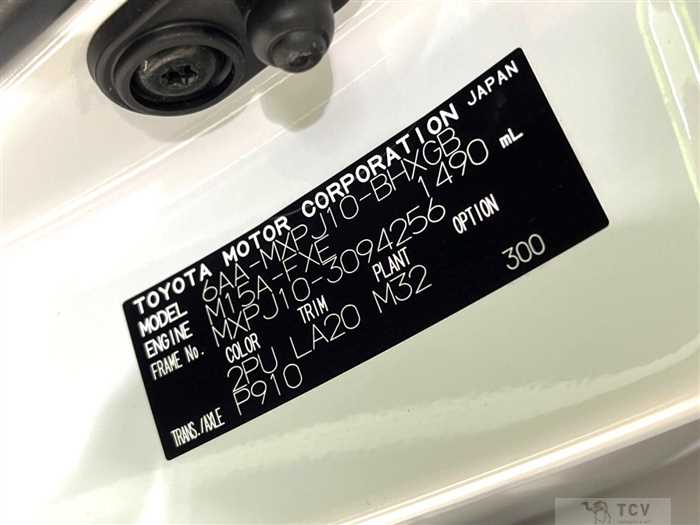 TOYOTA MOTOR CORPORATION JAPAN
MODEL 6AA-MXPJ10-BHXGB
ENGINE M15A-FXE 1490 mL
FRAME No. MXPJ10-3094256
COLOR TRIM PLANT OPTION
2PU LA20 M32 300
TRANS./AXLE P910
TCV